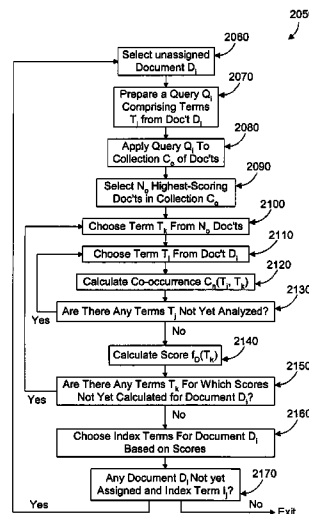 2050
2060
Select unassigned
Document Di
2070
Prepare a Query Qi
Comprising Terms
Ti from Doc't Di
2080
Apply Query Qi To
Collection Co of Doc'ts
2090
Select No Highest-Scoring
Doc'ts in Collection Co
2100
Choose Term Tk From No Doc'ts
2110
Choose Term Tj From Doc't Di
2120
Calculate Co-occurrence Cn(Tj, Tk)
2130
Are There Any Terms Tj Not Yet Analyzed?
Yes
No
2140
Calculate Score fD(Tk)
2150
Are There Any Terms Tk For Which Scores
Not Yet Calculated for Document Di?
Yes
No
2160
Choose Index Terms For Document Di
Based on Scores
2170
Any Document Di Not yet
Assigned and Index Term Ij?
Yes
No
Exit